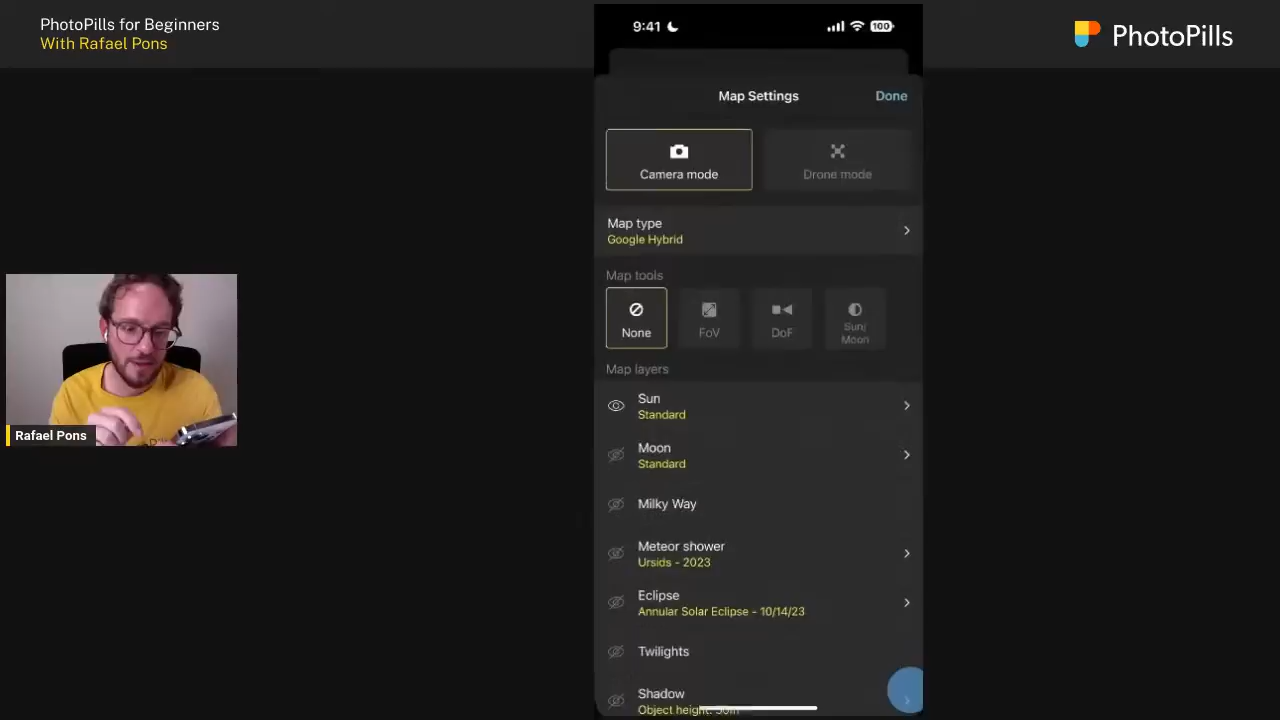 PhotoPills for Beginners
With Rafael Pons
PhotoPills
9:41
100
Map Settings
Done
Camera mode
Drone mode
Map type
Google Hybrid
Map tools
None
FoV
DoF
Sun/
Moon
Map layers
Sun
Standard
Moon
Standard
Milky Way
Meteor shower
Ursids - 2023
Eclipse
Annular Solar Eclipse - 10/14/23
Twilights
Shadow
Object height: 50m
Rafael Pons